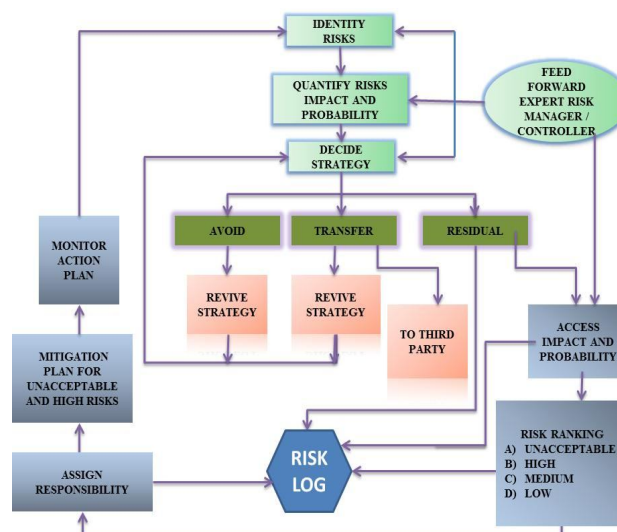 IDENTITY
RISKS
QUANTIFY RISKS
IMPACT AND
PROBABILITY
FEED
FORWARD
EXPERT RISK
MANAGER /
CONTROLLER
DECIDE
STRATEGY
AVOID
TRANSFER
RESIDUAL
MONITOR
ACTION
PLAN
REVIVE
STRATEGY
REVIVE
STRATEGY
TO THIRD
PARTY
ACCESS
IMPACT AND
PROBABILITY
MITIGATION
PLAN FOR
UNACCEPTABLE
AND HIGH RISKS
RISK RANKING
A) UNACCEPTABLE
B) HIGH
C) MEDIUM
D) LOW
RISK
LOG
ASSIGN
RESPONSIBILITY